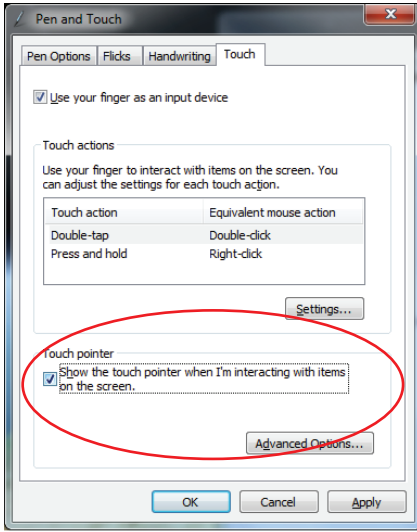 Pen and Touch
Pen Options Flicks Handwriting Touch
Use your finger as an input device
Touch actions
Use your finger to interact with items on the screen. You
can adjust the settings for each touch action.
Touch action Equivalent mouse action
Double-tap Double-click
Press and hold Right-click
Settings...
Touch pointer
Show the touch pointer when I'm interacting with items
on the screen.
Advanced Options...
OK Cancel Apply